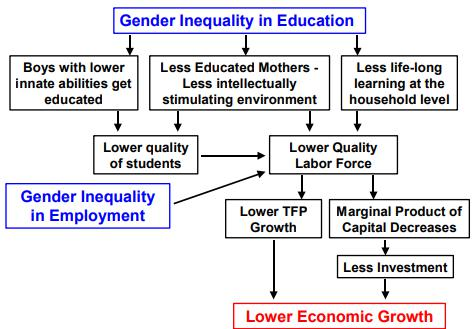 Gender Inequality in Education
Boys with lower
innate abilities get
educated
Less Educated Mothers -
Less intellectually
stimulating environment
Less life-long
learning at the
household level
Lower quality
of students
Lower Quality
Labor Force
Gender Inequality
in Employment
Lower TFP
Growth
Marginal Product of
Capital Decreases
Less Investment
Lower Economic Growth